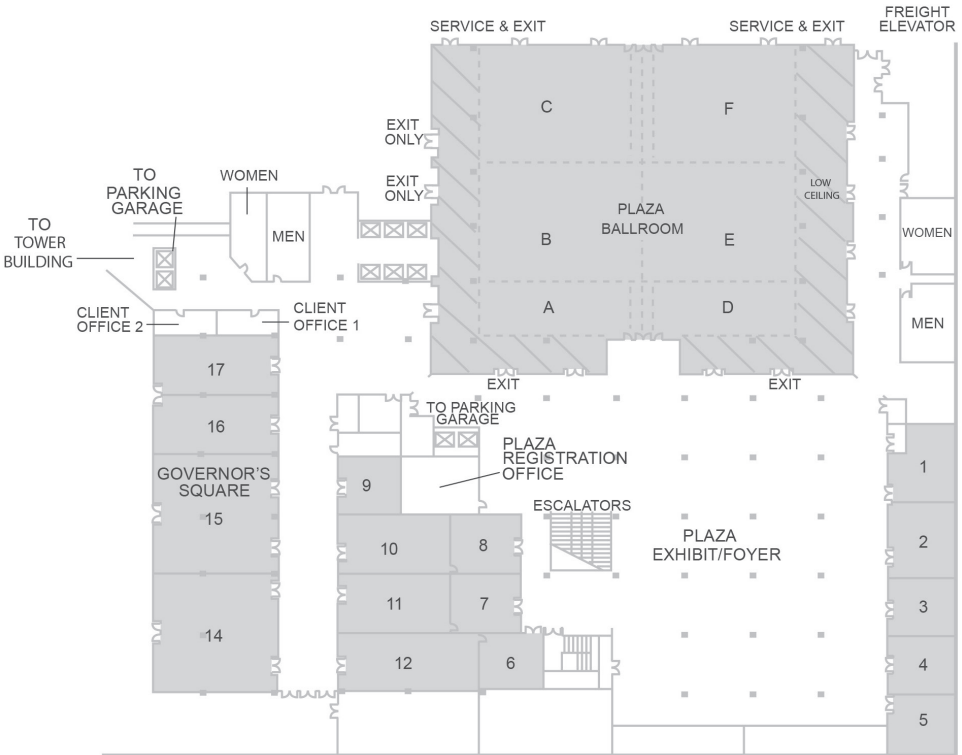 SERVICE & EXIT
SERVICE & EXIT
FREIGHT
ELEVATOR
C
F
EXIT
ONLY
EXIT
ONLY
LOW
CEILING
PLAZA
BALLROOM
B
E
A
D
WOMEN
MEN
WOMEN
MEN
TO
PARKING
GARAGE
TO
TOWER
BUILDING
CLIENT
OFFICE 2
CLIENT
OFFICE 1
EXIT
EXIT
TO PARKING
GARAGE
PLAZA
REGISTRATION
OFFICE
ESCALATORS
PLAZA
EXHIBIT/FOYER
17
16
GOVERNOR'S
SQUARE
15
14
9
10
8
11
7
12
6
1
2
3
4
5